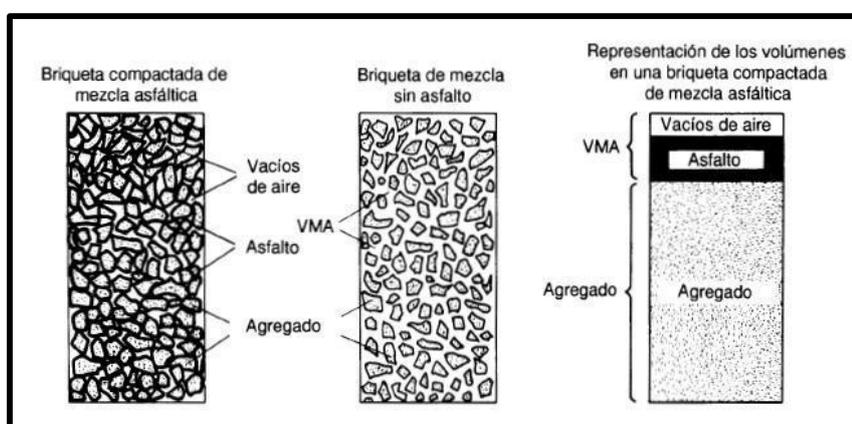 Briqueta compactada de
mezcla asfáltica
Vacíos
de aire
Asfalto
Agregado
Briqueta de mezcla
sin asfalto
VMA
Representación de los volúmenes
en una briqueta compactada
de mezcla asfáltica
VMA
Vacíos de aire
Asfalto
Agregado
Agregado